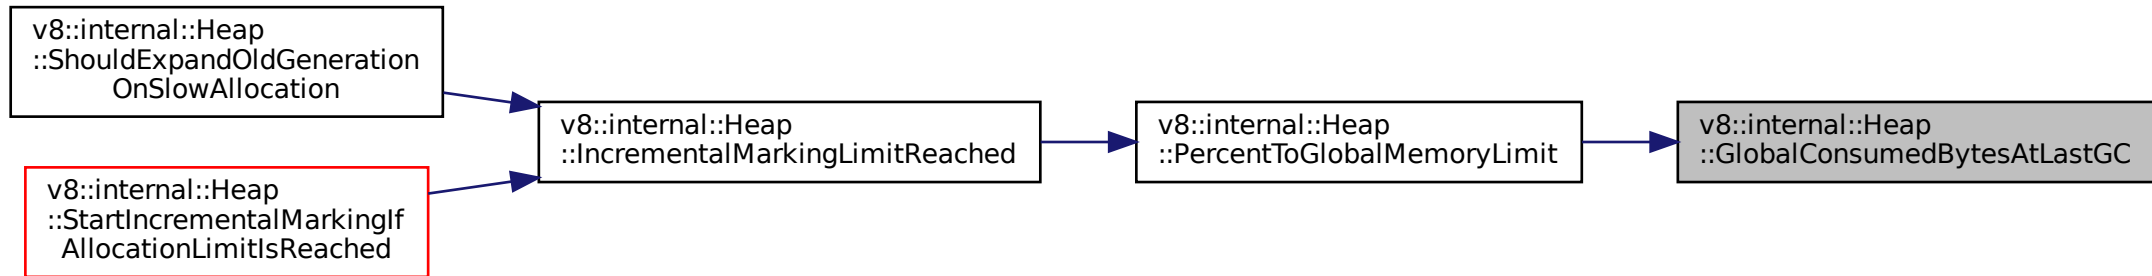 v8::internal::Heap
::ShouldExpandOldGeneration
OnSlowAllocation
v8::internal::Heap
::StartIncrementalMarkingIf
AllocationLimitIsReached
v8::internal::Heap
::IncrementalMarkingLimitReached
v8::internal::Heap
::PercentToGlobalMemoryLimit
v8::internal::Heap
::GlobalConsumedBytesAtLastGC